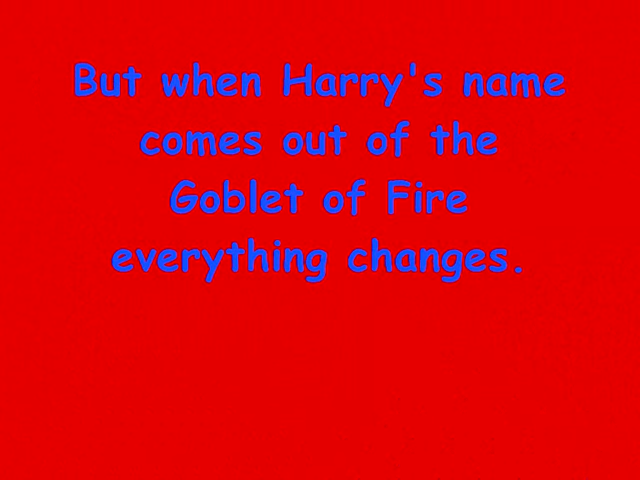 But when Harry's name
comes out of the
Goblet of Fire
everything changes.